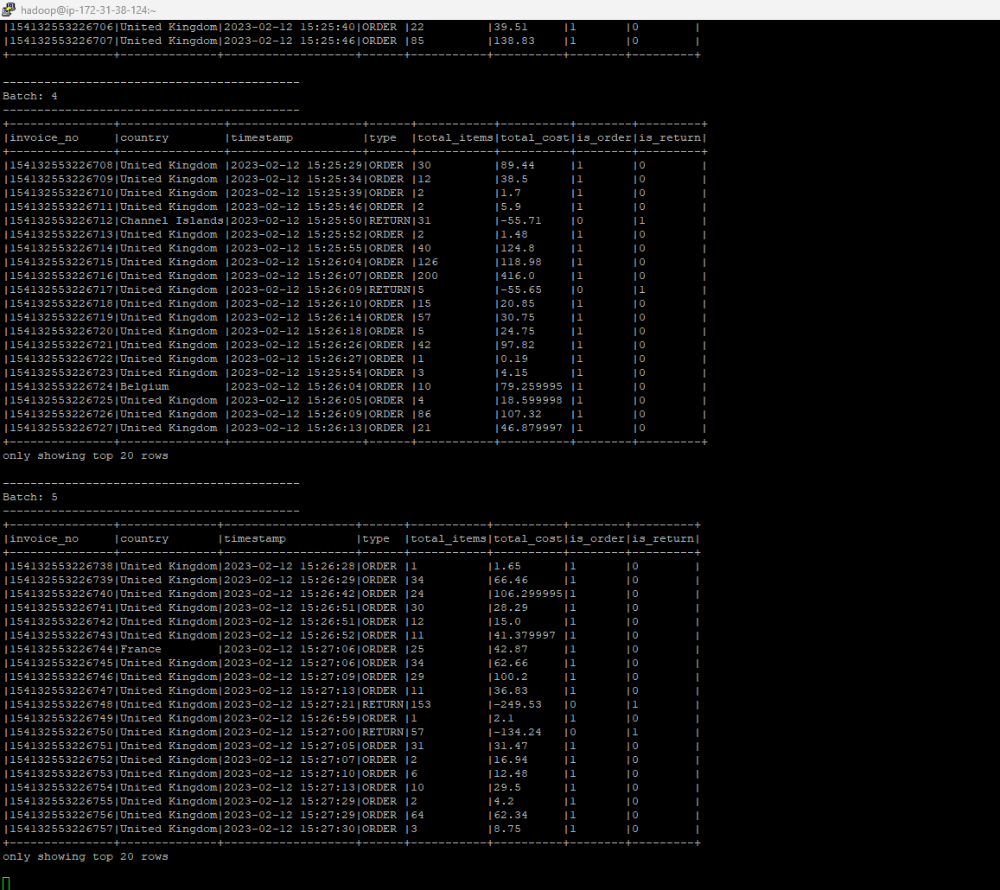 hadoop@ip-172-31-38-124:~
|154132553226706|United Kingdom|2023-02-12 15:25:40|ORDER |22         |39.51     |1       |0        |
|154132553226707|United Kingdom|2023-02-12 15:25:46|ORDER |85         |138.83    |1       |0        |
+---------------+--------------+-------------------+------+-----------+----------+--------+---------+
-------------------------------------------
Batch: 4
-------------------------------------------
+---------------+---------------+-------------------+------+-----------+----------+--------+---------+
|invoice_no     |country        |timestamp          |type  |total_items|total_cost|is_order|is_return|
+---------------+---------------+-------------------+------+-----------+----------+--------+---------+
|154132553226708|United Kingdom |2023-02-12 15:25:29|ORDER |30         |89.44     |1       |0        |
|154132553226709|United Kingdom |2023-02-12 15:25:34|ORDER |12         |38.5      |1       |0        |
|154132553226710|United Kingdom |2023-02-12 15:25:39|ORDER |2          |1.7       |1       |0        |
|154132553226711|United Kingdom |2023-02-12 15:25:46|ORDER |2          |5.9       |1       |0        |
|154132553226712|Channel Islands|2023-02-12 15:25:50|RETURN|31         |-55.71    |0       |1        |
|154132553226713|United Kingdom |2023-02-12 15:25:52|ORDER |2          |1.48      |1       |0        |
|154132553226714|United Kingdom |2023-02-12 15:25:55|ORDER |40         |124.8     |1       |0        |
|154132553226715|United Kingdom |2023-02-12 15:26:04|ORDER |126        |118.98    |1       |0        |
|154132553226716|United Kingdom |2023-02-12 15:26:07|ORDER |200        |416.0     |1       |0        |
|154132553226717|United Kingdom |2023-02-12 15:26:09|RETURN|5          |-55.65    |0       |1        |
|154132553226718|United Kingdom |2023-02-12 15:26:10|ORDER |15         |20.85     |1       |0        |
|154132553226719|United Kingdom |2023-02-12 15:26:14|ORDER |57         |30.75     |1       |0        |
|154132553226720|United Kingdom |2023-02-12 15:26:18|ORDER |5          |24.75     |1       |0        |
|154132553226721|United Kingdom |2023-02-12 15:26:26|ORDER |42         |97.82     |1       |0        |
|154132553226722|United Kingdom |2023-02-12 15:26:27|ORDER |1          |0.19      |1       |0        |
|154132553226723|United Kingdom |2023-02-12 15:25:54|ORDER |3          |4.15      |1       |0        |
|154132553226724|Belgium        |2023-02-12 15:26:04|ORDER |10         |79.259995 |1       |0        |
|154132553226725|United Kingdom |2023-02-12 15:26:05|ORDER |4          |18.599998 |1       |0        |
|154132553226726|United Kingdom |2023-02-12 15:26:09|ORDER |86         |107.32    |1       |0        |
|154132553226727|United Kingdom |2023-02-12 15:26:13|ORDER |21         |46.879997 |1       |0        |
+---------------+---------------+-------------------+------+-----------+----------+--------+---------+
only showing top 20 rows
-------------------------------------------
Batch: 5
-------------------------------------------
+---------------+--------------+-------------------+------+-----------+----------+--------+---------+
|invoice_no     |country       |timestamp          |type  |total_items|total_cost|is_order|is_return|
+---------------+--------------+-------------------+------+-----------+----------+--------+---------+
|154132553226738|United Kingdom|2023-02-12 15:26:28|ORDER |1          |1.65      |1       |0        |
|154132553226739|United Kingdom|2023-02-12 15:26:29|ORDER |34         |66.46     |1       |0        |
|154132553226740|United Kingdom|2023-02-12 15:26:42|ORDER |24         |106.299995|1       |0        |
|154132553226741|United Kingdom|2023-02-12 15:26:51|ORDER |30         |28.29     |1       |0        |
|154132553226742|United Kingdom|2023-02-12 15:26:51|ORDER |12         |15.0      |1       |0        |
|154132553226743|United Kingdom|2023-02-12 15:26:52|ORDER |11         |41.379997 |1       |0        |
|154132553226744|France        |2023-02-12 15:27:06|ORDER |25         |42.87     |1       |0        |
|154132553226745|United Kingdom|2023-02-12 15:27:06|ORDER |34         |62.66     |1       |0        |
|154132553226746|United Kingdom|2023-02-12 15:27:09|ORDER |29         |100.2     |1       |0        |
|154132553226747|United Kingdom|2023-02-12 15:27:13|ORDER |11         |36.83     |1       |0        |
|154132553226748|United Kingdom|2023-02-12 15:27:21|RETURN|153        |-249.53   |0       |1        |
|154132553226749|United Kingdom|2023-02-12 15:26:59|ORDER |1          |2.1       |1       |0        |
|154132553226750|United Kingdom|2023-02-12 15:27:00|RETURN|57         |-134.24   |0       |1        |
|154132553226751|United Kingdom|2023-02-12 15:27:05|ORDER |31         |31.47     |1       |0        |
|154132553226752|United Kingdom|2023-02-12 15:27:07|ORDER |2          |16.94     |1       |0        |
|154132553226753|United Kingdom|2023-02-12 15:27:10|ORDER |6          |12.48     |1       |0        |
|154132553226754|United Kingdom|2023-02-12 15:27:13|ORDER |10         |29.5      |1       |0        |
|154132553226755|United Kingdom|2023-02-12 15:27:29|ORDER |2          |4.2       |1       |0        |
|154132553226756|United Kingdom|2023-02-12 15:27:29|ORDER |64         |62.34     |1       |0        |
|154132553226757|United Kingdom|2023-02-12 15:27:30|ORDER |3          |8.75      |1       |0        |
+---------------+--------------+-------------------+------+-----------+----------+--------+---------+
only showing top 20 rows